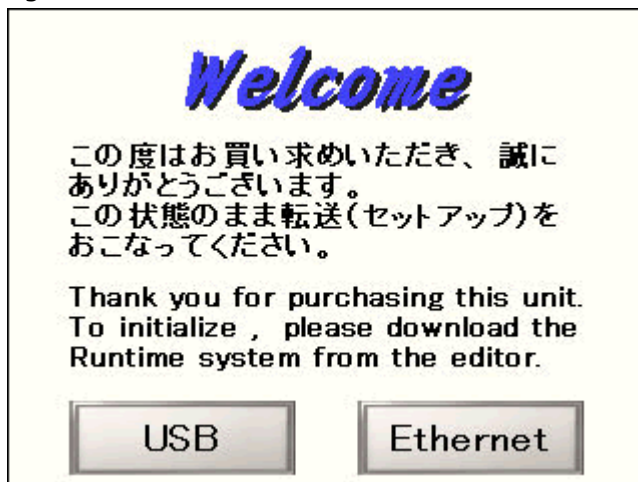 Welcome
この度はお買い求めいただき、誠に
ありがとうございます。
この状態のまま転送(セットアップ)を
おこなってください。
Thank you for purchasing this unit.
To initialize , please download the
Runtime system from the editor.
USB
Ethernet